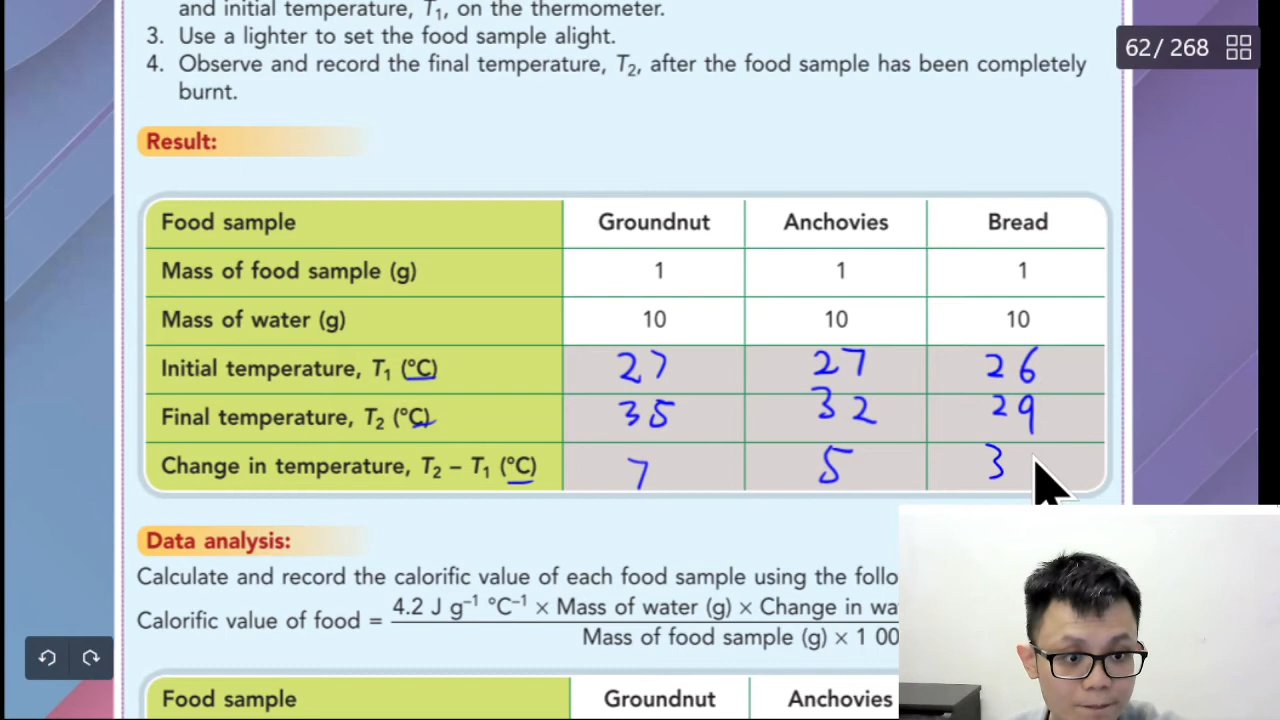 and initial temperature, T₁, on the thermometer.
62/ 268
3. Use a lighter to set the food sample alight.
4. Observe and record the final temperature, T₂, after the food sample has been completely
burnt.
Result:
Food sample Groundnut Anchovies Bread
Mass of food sample (g) 1 1 1
Mass of water (g) 10 10 10
Initial temperature, T₁ (°C) 27 27 26
Final temperature, T₂ (°C) 35 32 29
Change in temperature, T₂ – T₁ (°C) 7 5 3
Data analysis:
Calculate and record the calorific value of each food sample using the follo
Calorific value of food = 4.2 J g⁻¹ °C⁻¹ × Mass of water (g) × Change in wa
Mass of food sample (g) × 1 00
Food sample Groundnut Anchovies